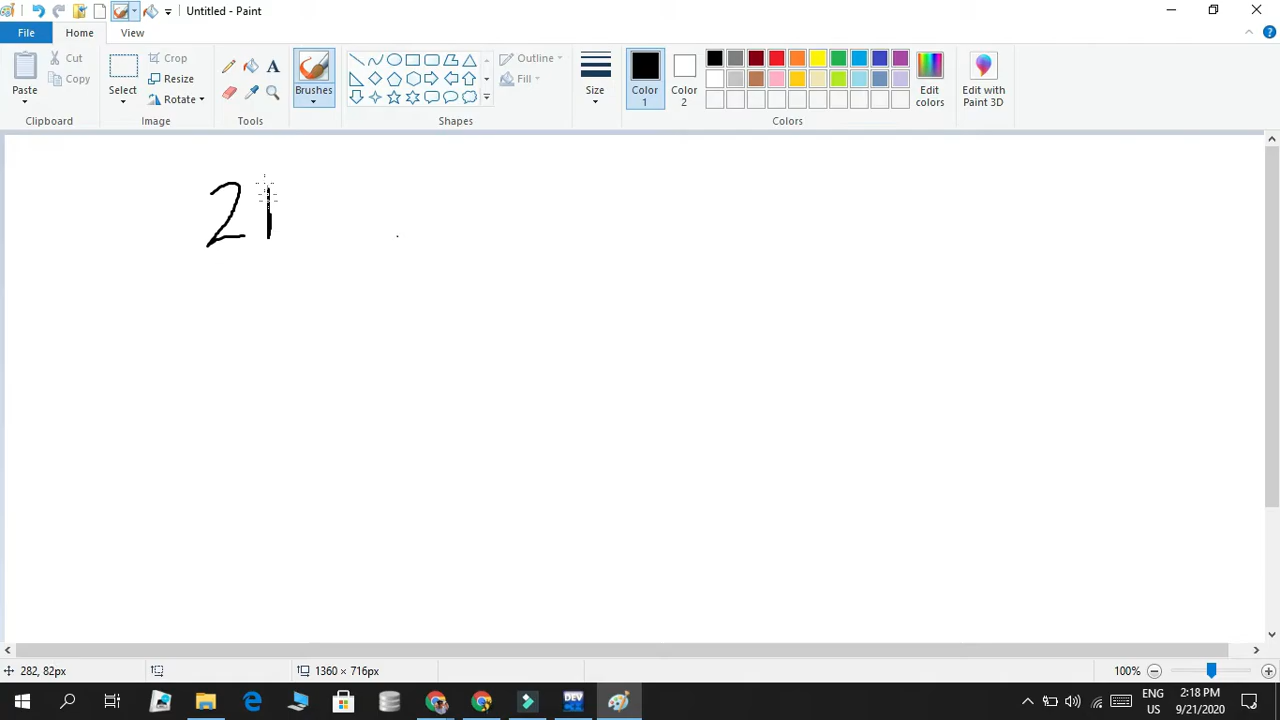 Untitled - Paint
File
Home
View
Paste
Cut
Copy
Clipboard
Select
Crop
Resize
Rotate
Image
Tools
Brushes
Shapes
Outline
Fill
Size
Color 1
Color 2
Edit colors
Colors
Edit with Paint 3D
21
282, 82px
1360 × 716px
100%
DEV
ENG
US
2:18 PM
9/21/2020